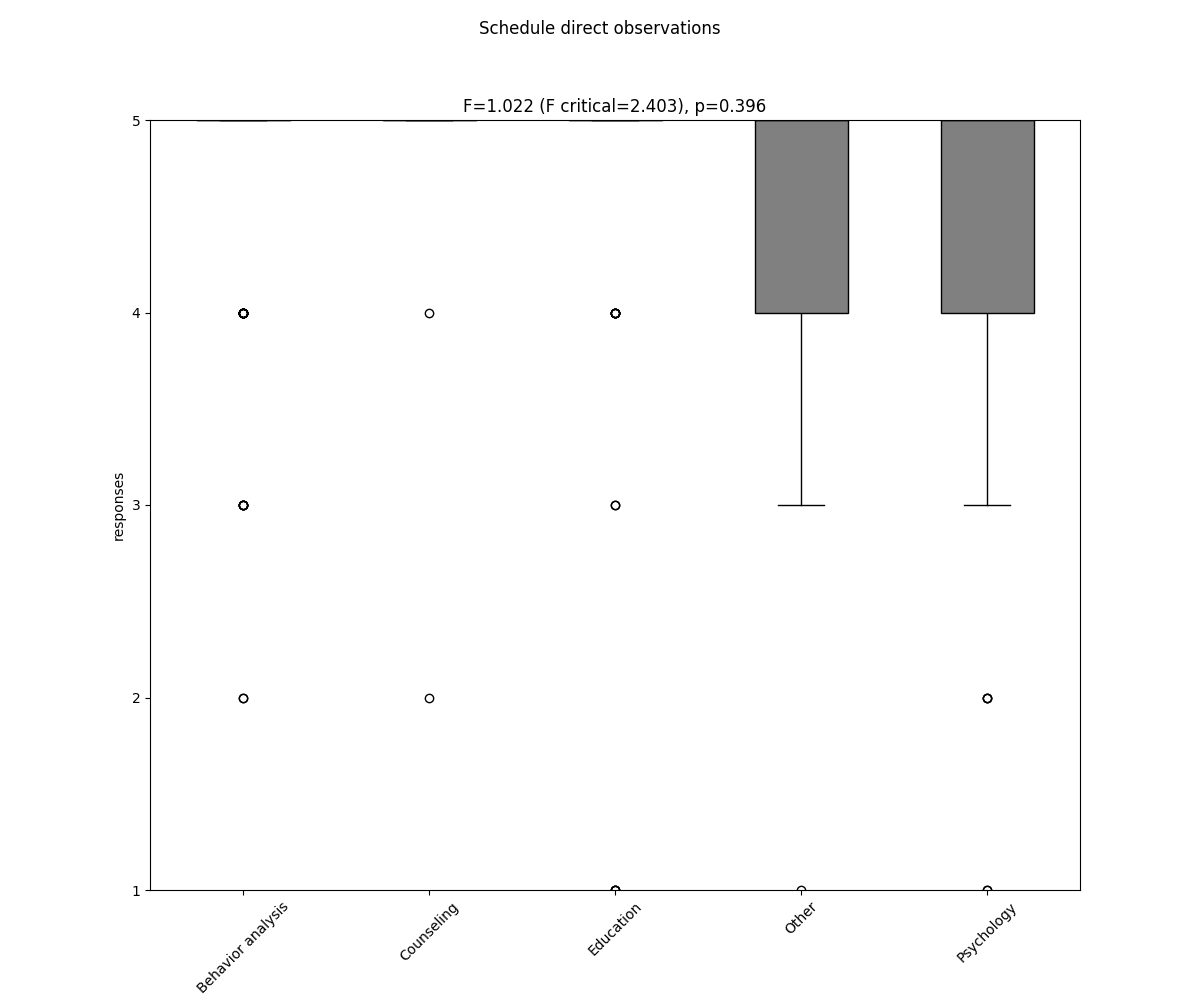 Schedule direct observations
F=1.022 (F critical=2.403), p=0.396
5
4
3
2
1
responses
Behavior analysis
Counseling
Education
Other
Psychology